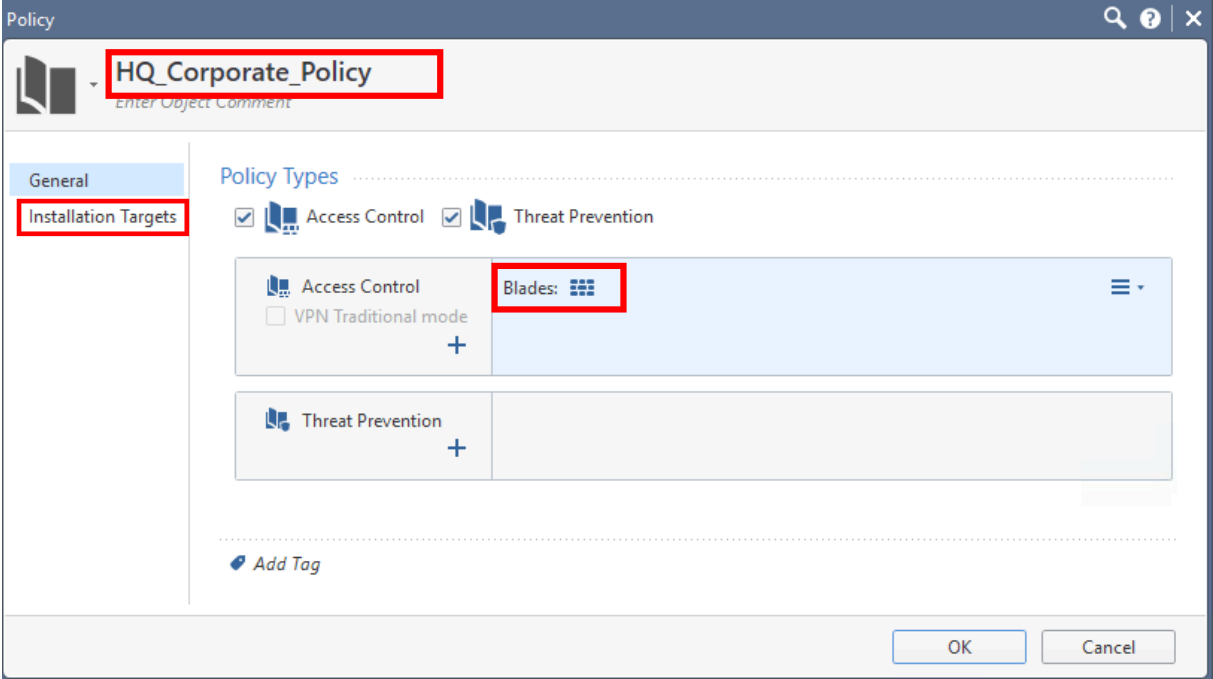 Policy
HQ_Corporate_Policy
Enter Object Comment
General
Installation Targets
Policy Types
Access Control
Threat Prevention
Access Control
Blades:
VPN Traditional mode
Threat Prevention
Add Tag
OK
Cancel